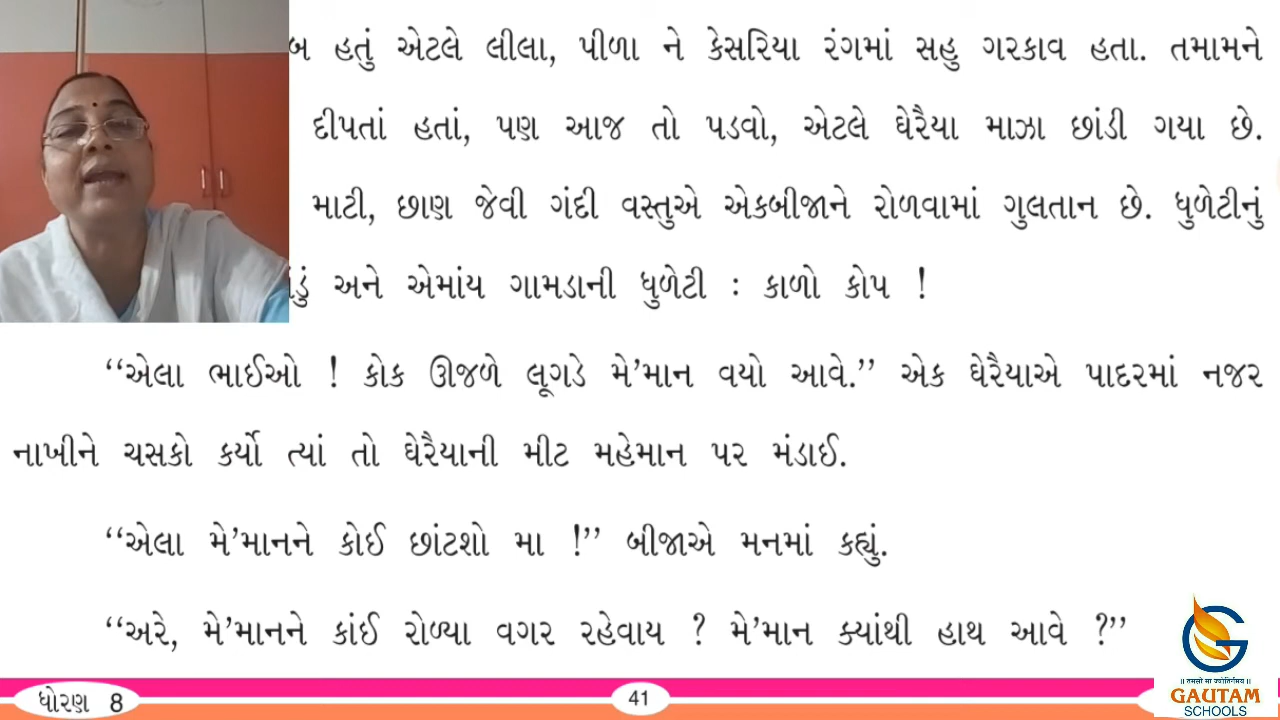 હતું એટલે લીલા, પીળા ને કેસરિયા રંગમાં સહુ ગરકાવ હતા. તમામને
દીપતાં હતાં, પણ આજ તો પડવો, એટલે ઘેરૈયા માઝા છાંડી ગયા છે.
માટી, છાણ જેવી ગંદી વસ્તુએ એકબીજાને રોળવામાં ગુલતાન છે. ધુળેટીનું
અને એમાંય ગામડાની ધુળેટી : કાળો કોપ !
“એલા ભાઈઓ ! કોક ઊજળે લૂગડે મે’માન વયો આવે.” એક ઘેરૈયાએ પાદરમાં નજર
નાખીને ચસકો કર્યો ત્યાં તો ઘેરૈયાની મીટ મહેમાન પર મંડાઈ.
“એલા મે’માનને કોઈ છાંટશો મા !” બીજાએ મનમાં કહ્યું.
“અરે, મે’માનને કાંઈ રોળ્યા વગર રહેવાય ? મે’માન ક્યાંથી હાથ આવે ?”
ધોરણ 8
41
॥ તમસો મા જ્યોતિર્ગમય ॥
GAUTAM
SCHOOLS